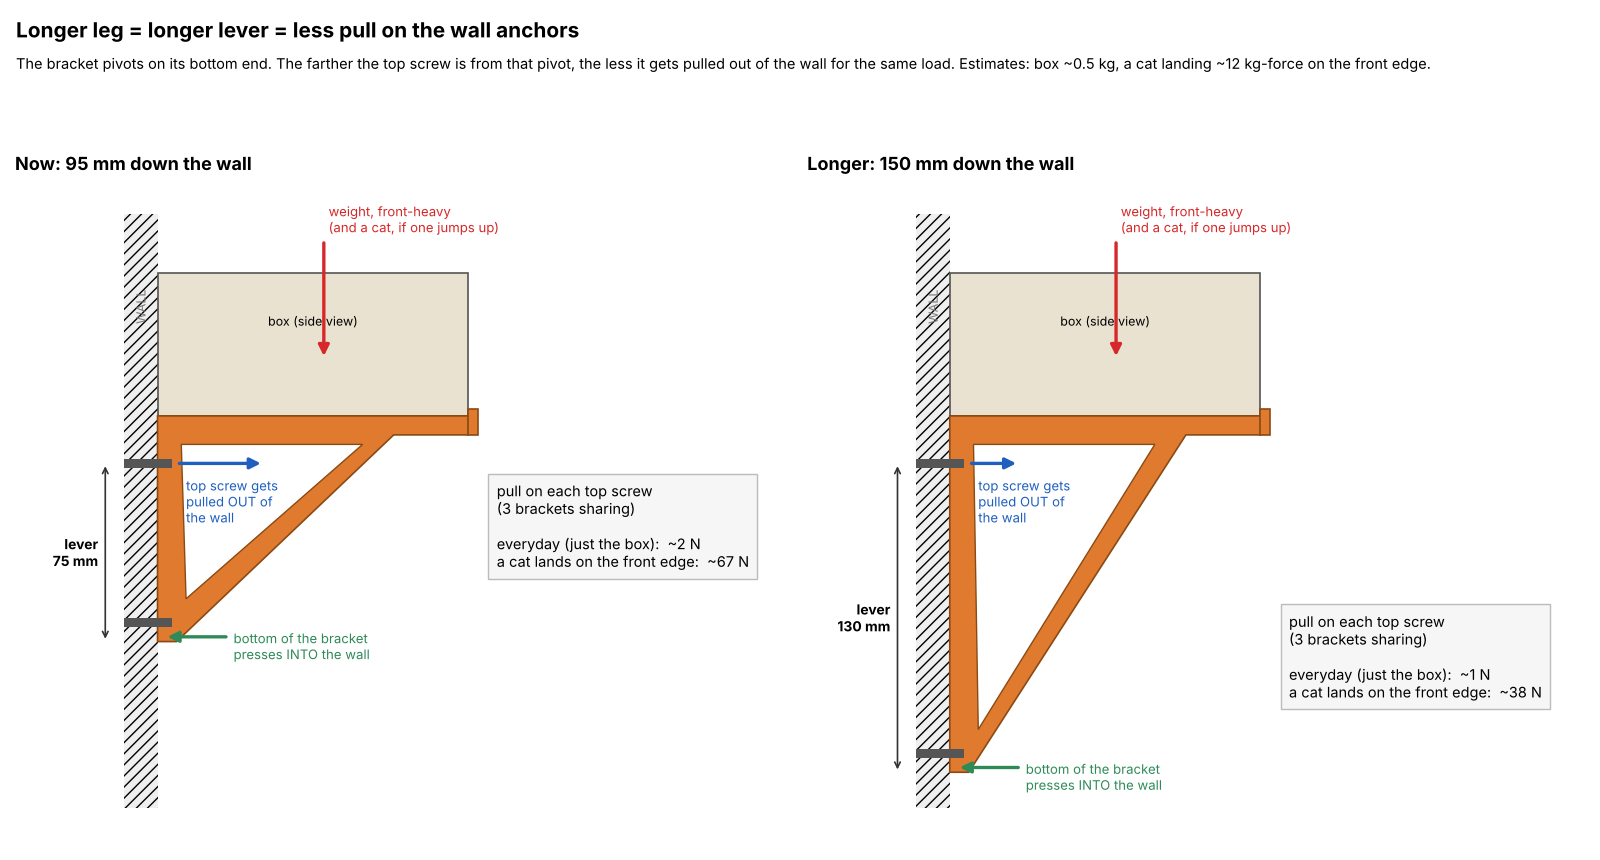 Longer leg = longer lever = less pull on the wall anchors
The bracket pivots on its bottom end. The farther the top screw is from that pivot, the less it gets pulled out of the wall for the same load. Estimates: box ~0.5 kg, a cat landing ~12 kg-force on the front edge.
Now: 95 mm down the wall
weight, front-heavy
(and a cat, if one jumps up)
WALL
box (side view)
top screw gets
pulled OUT of
the wall
lever
75 mm
pull on each top screw
(3 brackets sharing)
everyday (just the box):  ~2 N
a cat lands on the front edge:  ~67 N
bottom of the bracket
presses INTO the wall
Longer: 150 mm down the wall
weight, front-heavy
(and a cat, if one jumps up)
WALL
box (side view)
top screw gets
pulled OUT of
the wall
lever
130 mm
pull on each top screw
(3 brackets sharing)
everyday (just the box):  ~1 N
a cat lands on the front edge:  ~38 N
bottom of the bracket
presses INTO the wall